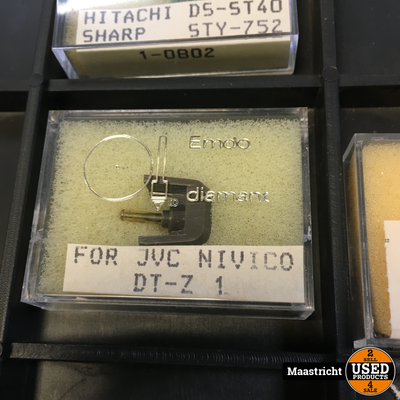 HITACHI DS-ST40
SHARP STY-752
1-0802
Emdo
diamant
FOR JVC NIVICO
DT-Z 1
Maastricht
2
SELL
USED
PRODUCTS
4
SALE